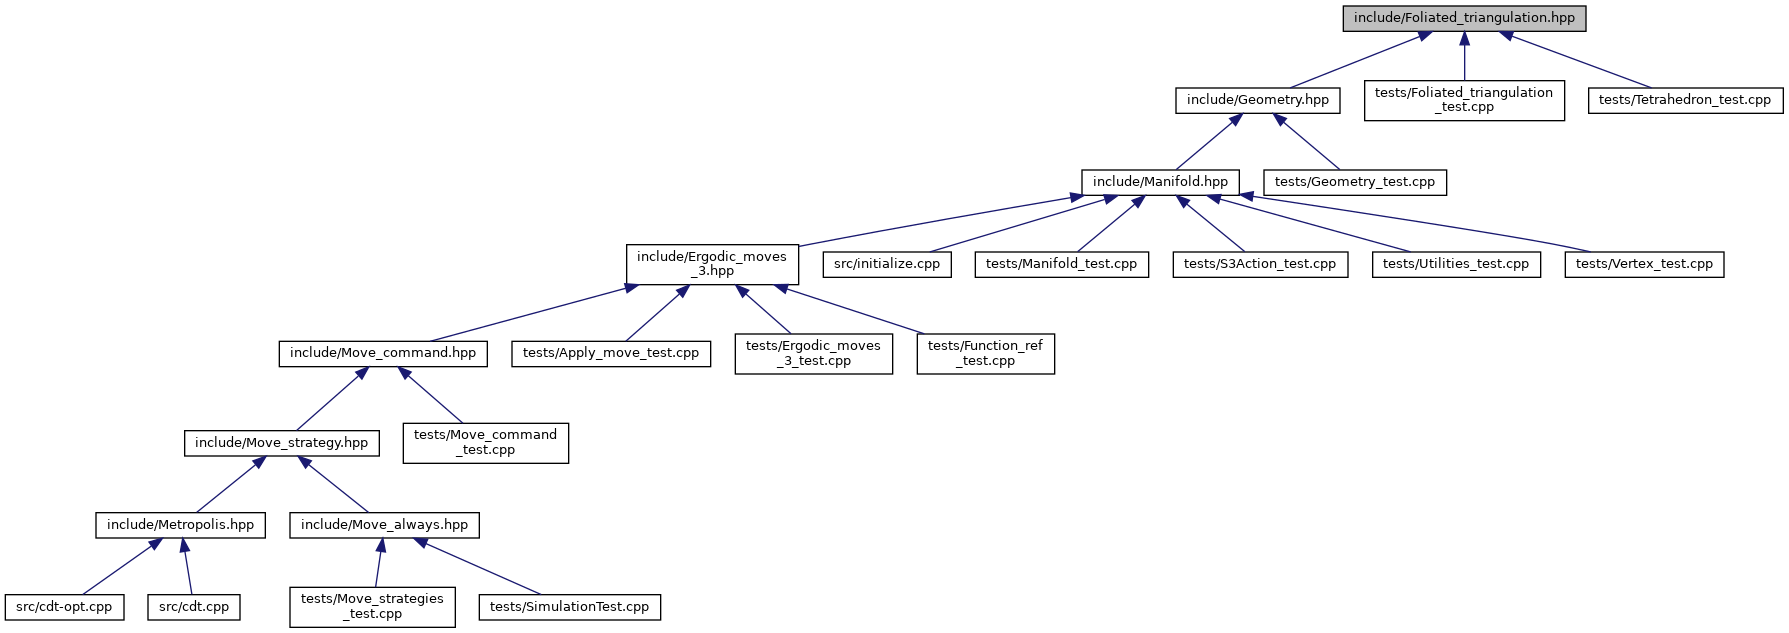 include/Foliated_triangulation.hpp
include/Geometry.hpp
tests/Foliated_triangulation
_test.cpp
tests/Tetrahedron_test.cpp
include/Manifold.hpp
tests/Geometry_test.cpp
include/Ergodic_moves
_3.hpp
src/initialize.cpp
tests/Manifold_test.cpp
tests/S3Action_test.cpp
tests/Utilities_test.cpp
tests/Vertex_test.cpp
include/Move_command.hpp
tests/Apply_move_test.cpp
tests/Ergodic_moves
_3_test.cpp
tests/Function_ref
_test.cpp
include/Move_strategy.hpp
tests/Move_command
_test.cpp
include/Metropolis.hpp
include/Move_always.hpp
src/cdt-opt.cpp
src/cdt.cpp
tests/Move_strategies
_test.cpp
tests/SimulationTest.cpp